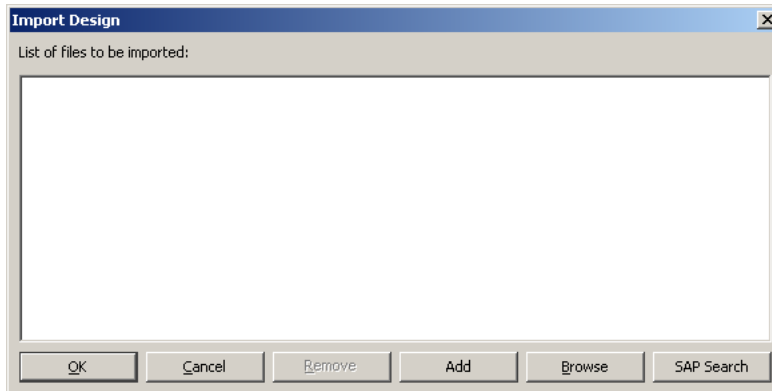 Import Design
List of files to be imported:
OK Cancel Remove Add Browse SAP Search